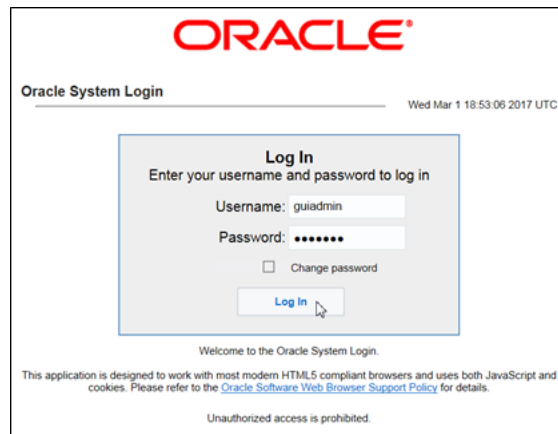 ORACLE®
Oracle System Login
Wed Mar 1 18:53:06 2017 UTC
Log In
Enter your username and password to log in
Username: guiadmin
Password: •••••••
Change password
Log In
Welcome to the Oracle System Login.
This application is designed to work with most modern HTML5 compliant browsers and uses both JavaScript and
cookies. Please refer to the Oracle Software Web Browser Support Policy for details.
Unauthorized access is prohibited.